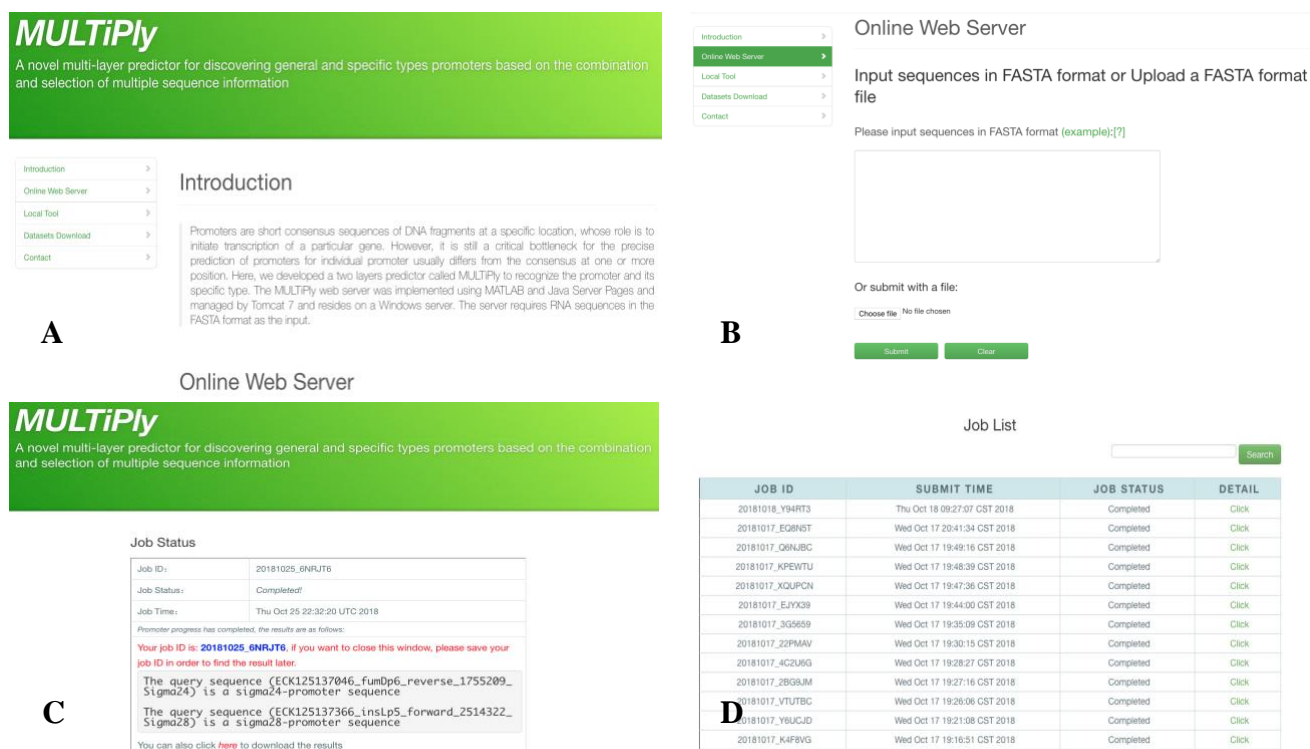 MULTiPly
A novel multi-layer predictor for discovering general and specific types promoters based on the combination
and selection of multiple sequence information
Introduction
Online Web Server
Local Tool
Datasets Download
Contact
Introduction
Promoters are short consensus sequences of DNA fragments at a specific location, whose role is to
initiate transcription of a particular gene. However, it is still a critical bottleneck for the precise
prediction of promoters for individual promoter usually differs from the consensus at one or more
position. Here, we developed a two layers predictor called MULTiPly to recognize the promoter and its
specific type. The MULTiPly web server was implemented using MATLAB and Java Server Pages and
managed by Tomcat 7 and resides on a Windows server. The server requires RNA sequences in the
FASTA format as the input.
A
Online Web Server
Introduction
Online Web Server
Local Tool
Datasets Download
Contact
Online Web Server
Input sequences in FASTA format or Upload a FASTA format
file
Please input sequences in FASTA format (example):[?]
Or submit with a file:
Choose file No file chosen
B
Submit Clear
MULTiPly
A novel multi-layer predictor for discovering general and specific types promoters based on the combination
and selection of multiple sequence information
Job Status
Job ID: 20181025_6NRJT6
Job Status: Completed!
Job Time: Thu Oct 25 22:32:20 UTC 2018
Promoter progress has completed, the results are as follows:
Your job ID is: 20181025_6NRJT6, if you want to close this window, please save your
job ID in order to find the result later.
The query sequence (ECK125137046_fumDp6_reverse_1755209_
Sigma24) is a sigma24-promoter sequence
The query sequence (ECK125137366_insLp5_forward_2514322_
Sigma28) is a sigma28-promoter sequence
C
You can also click here to download the results
Job List
Search
JOB ID SUBMIT TIME JOB STATUS DETAIL
20181018_Y94RT3 Thu Oct 18 09:27:07 CST 2018 Completed Click
20181017_EQ8N5T Wed Oct 17 20:41:34 CST 2018 Completed Click
20181017_Q6NJBC Wed Oct 17 19:49:16 CST 2018 Completed Click
20181017_KPEWTU Wed Oct 17 19:48:39 CST 2018 Completed Click
20181017_XQUPCN Wed Oct 17 19:47:36 CST 2018 Completed Click
20181017_EJYX39 Wed Oct 17 19:44:00 CST 2018 Completed Click
20181017_3G5659 Wed Oct 17 19:35:09 CST 2018 Completed Click
20181017_22PMAV Wed Oct 17 19:30:15 CST 2018 Completed Click
20181017_4C2U6G Wed Oct 17 19:28:27 CST 2018 Completed Click
20181017_2BG9JM Wed Oct 17 19:27:16 CST 2018 Completed Click
20181017_VTUTBC Wed Oct 17 19:26:06 CST 2018 Completed Click
D
20181017_Y6UCJD Wed Oct 17 19:21:08 CST 2018 Completed Click
20181017_K4F8VG Wed Oct 17 19:16:51 CST 2018 Completed Click